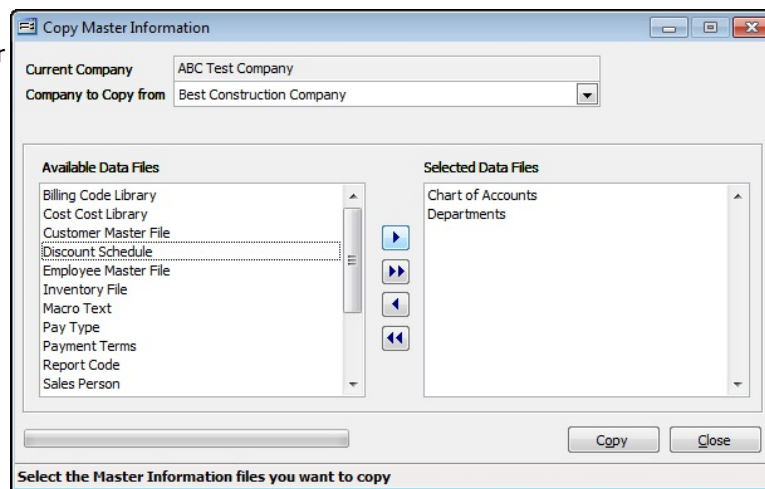 Copy Master Information
r
Current Company ABC Test Company
Company to Copy from Best Construction Company
Available Data Files
Billing Code Library
Cost Cost Library
Customer Master File
Discount Schedule
Employee Master File
Inventory File
Macro Text
Pay Type
Payment Terms
Report Code
Sales Person
Selected Data Files
Chart of Accounts
Departments
Copy Close
Select the Master Information files you want to copy